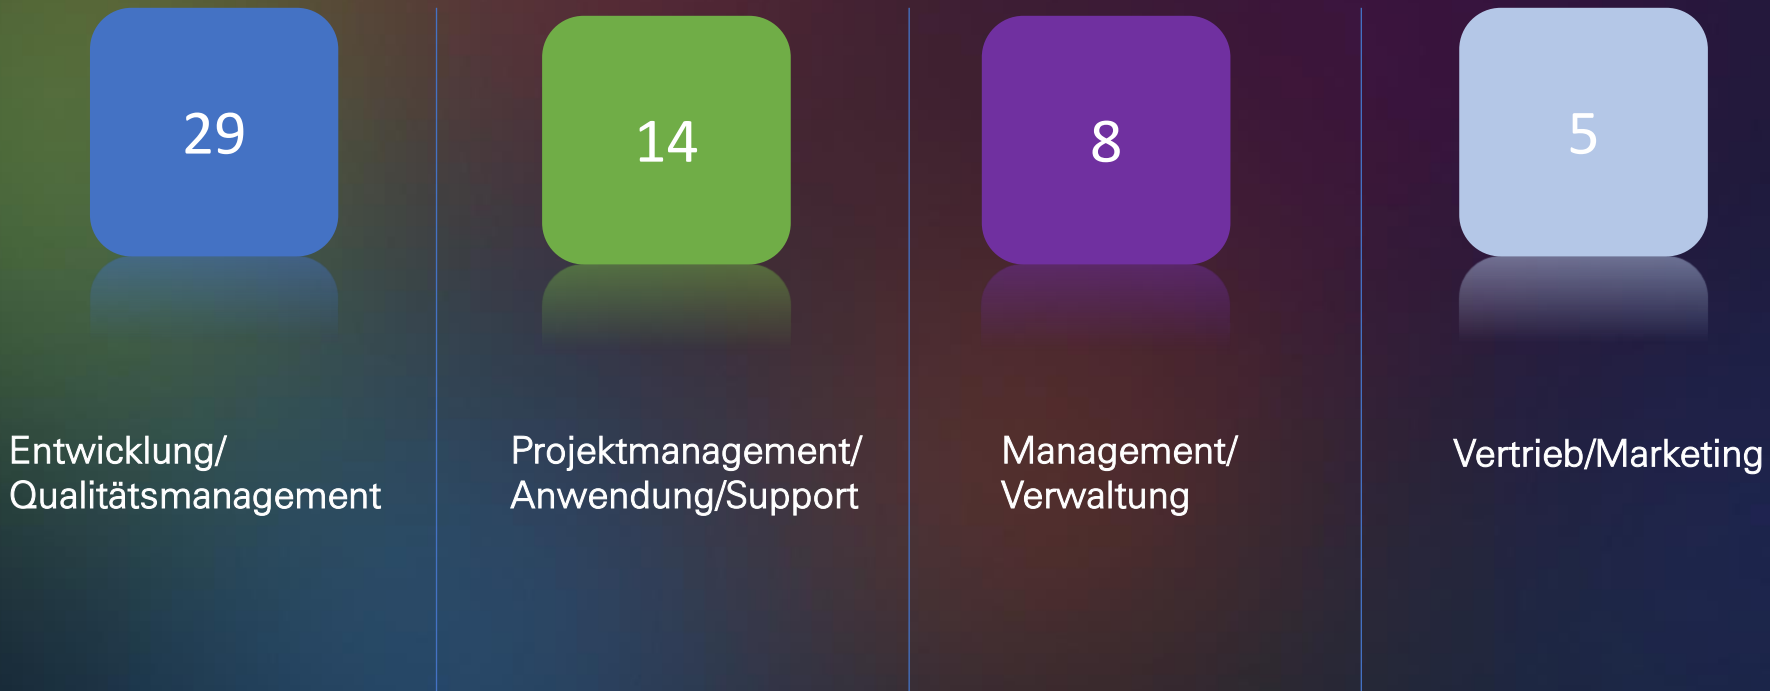 29
14
8
5
Entwicklung/
Qualitätsmanagement
Projektmanagement/
Anwendung/Support
Management/
Verwaltung
Vertrieb/Marketing